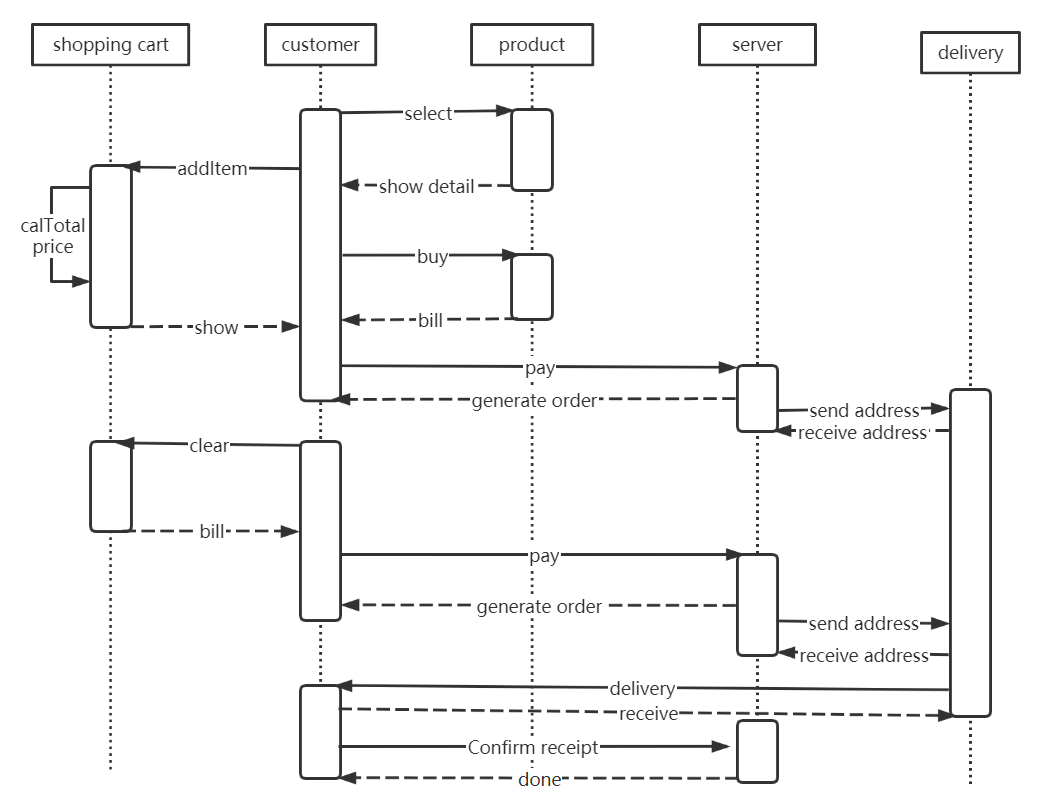 shopping cart
customer
product
server
delivery
select
addItem
show detail
calTotal
price
buy
bill
show
pay
generate order
send address
receive address
clear
bill
pay
generate order
send address
receive address
delivery
receive
Confirm receipt
done